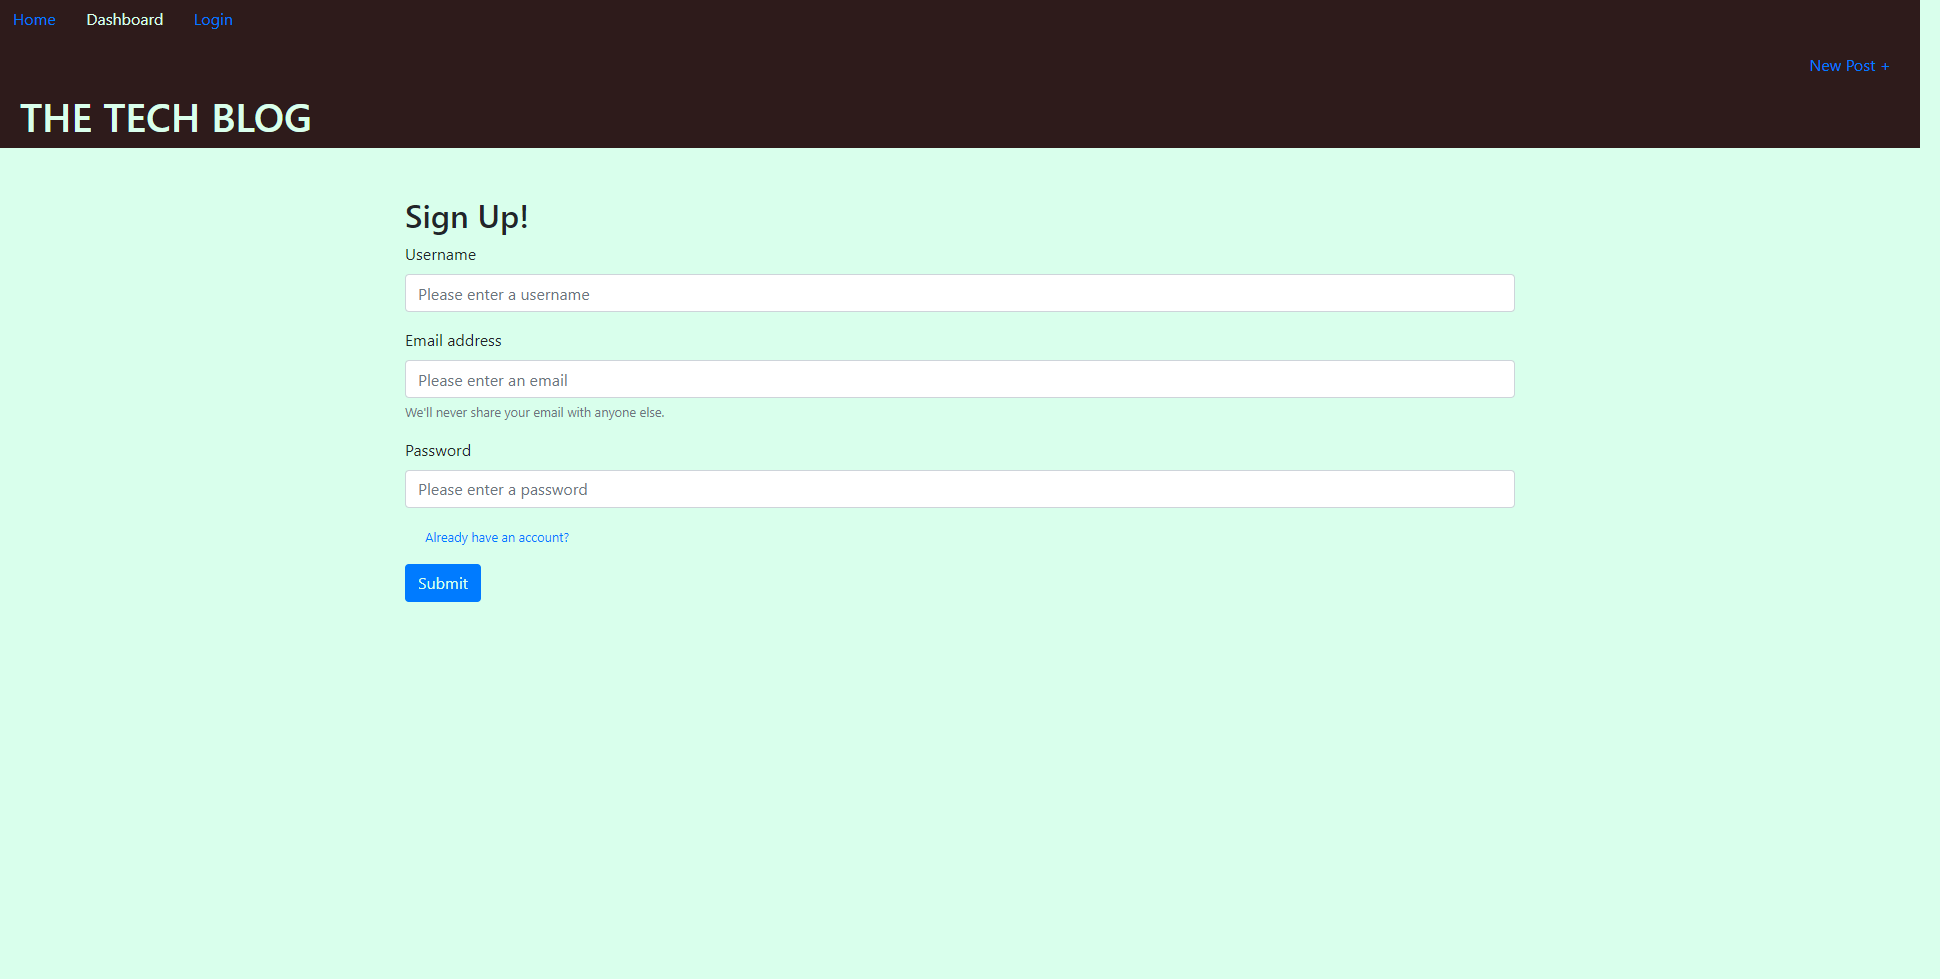 Home Dashboard Login
New Post +
THE TECH BLOG
Sign Up!
Username
Please enter a username
Email address
Please enter an email
We'll never share your email with anyone else.
Password
Please enter a password
Already have an account?
Submit